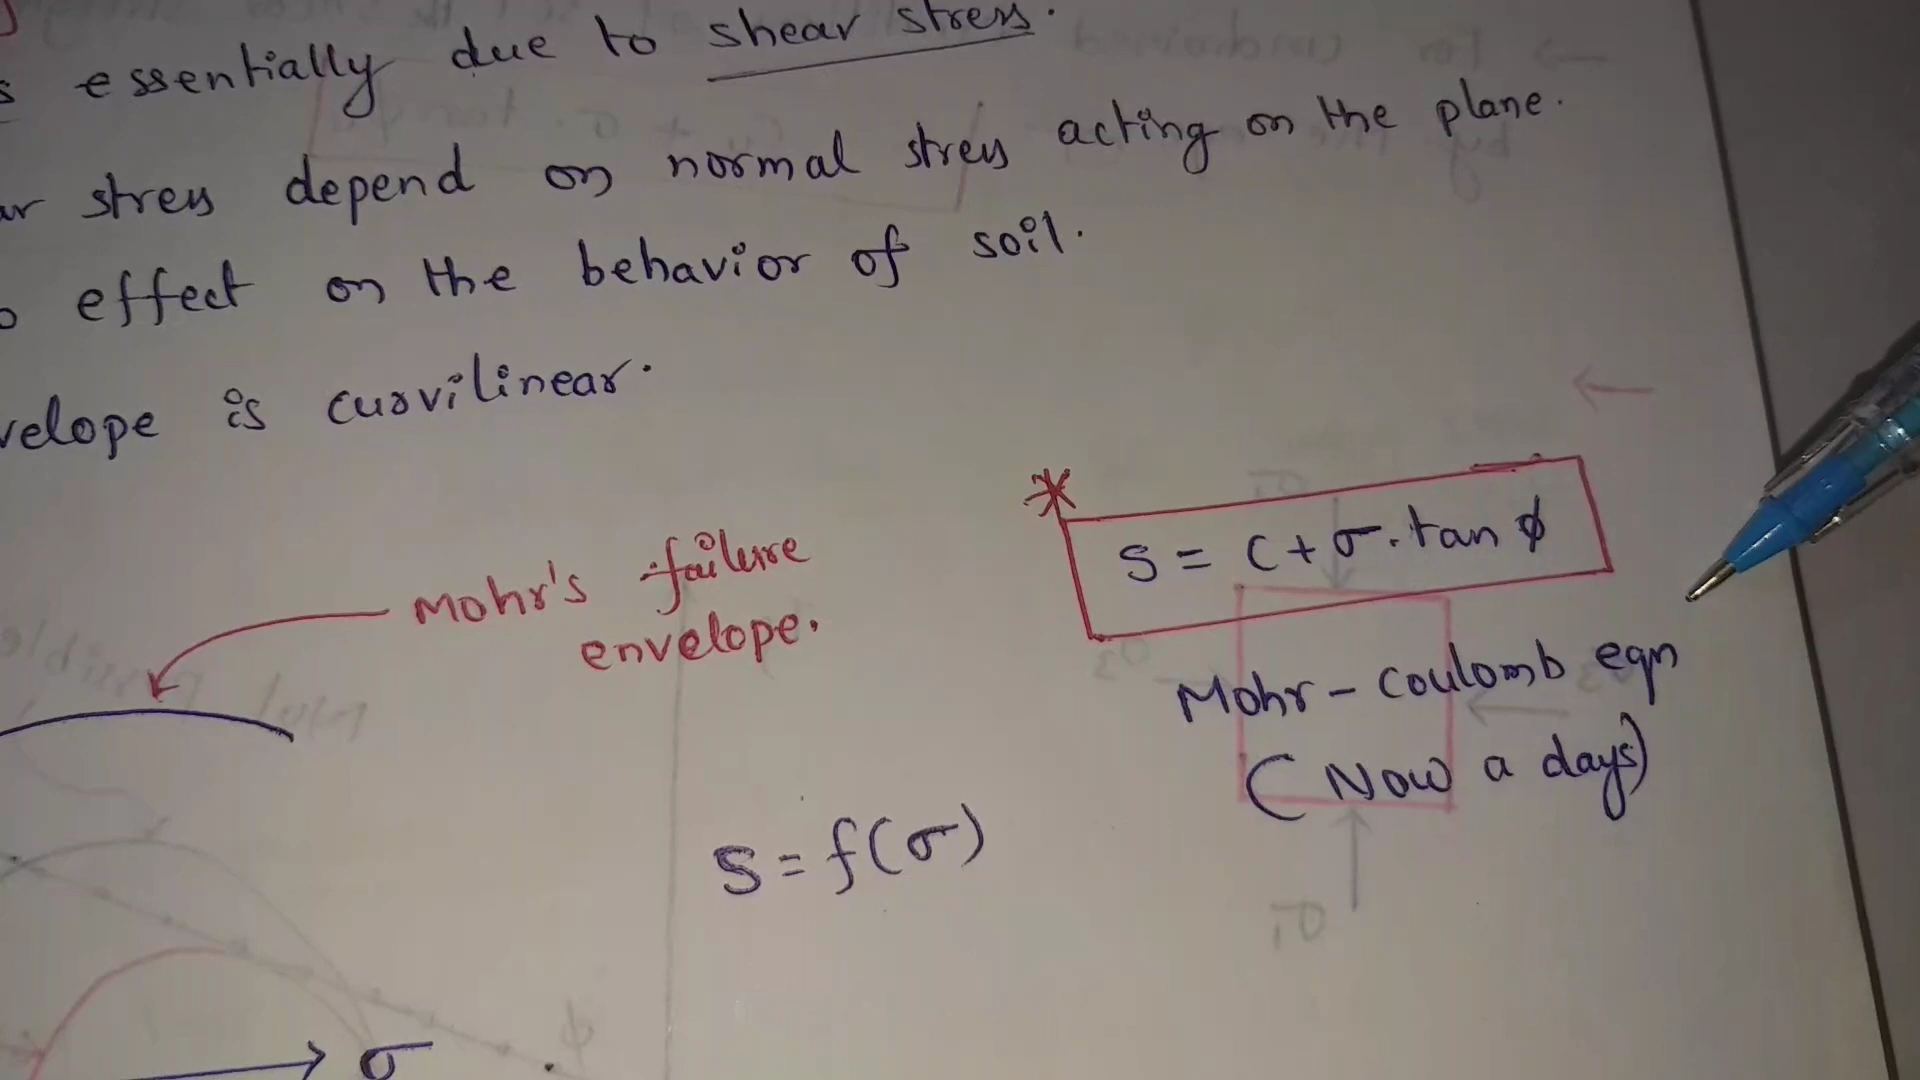 s essentially due to shear stress.
ar stress depend on normal stress acting on the plane.
o effect on the behavior of soil.
velope is curvilinear.
Mohr's failure
envelope.
* S = C + σ . tan φ
Mohr - Coulomb eqn
( Now a days)
S = f(σ)
σ